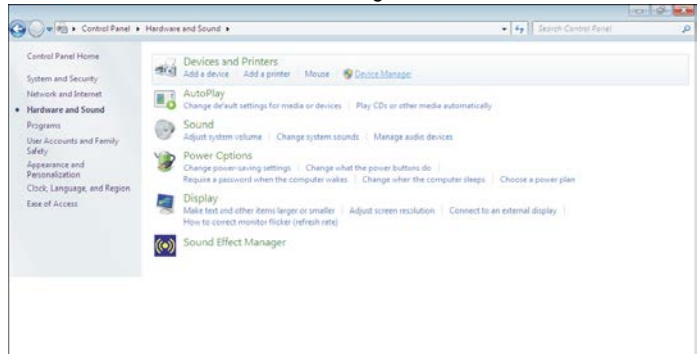 Control Panel ▸ Hardware and Sound ▸
Search Control Panel
Control Panel Home
System and Security
Network and Internet
Hardware and Sound
Programs
User Accounts and Family
Safety
Appearance and
Personalization
Clock, Language, and Region
Ease of Access
Devices and Printers
Add a device Add a printer Mouse Device Manager
AutoPlay
Change default settings for media or devices Play CDs or other media automatically
Sound
Adjust system volume Change system sounds Manage audio devices
Power Options
Change power-saving settings Change what the power buttons do
Require a password when the computer wakes Change when the computer sleeps Choose a power plan
Display
Make text and other items larger or smaller Adjust screen resolution Connect to an external display
How to correct monitor flicker (refresh rate)
Sound Effect Manager